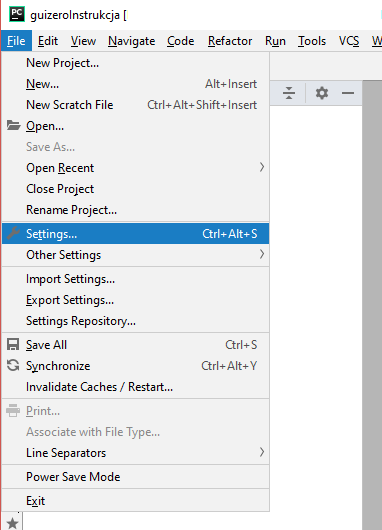 PC guizeroInstrukcja [
File Edit View Navigate Code Refactor Run Tools VCS W
New Project...
New... Alt+Insert
New Scratch File Ctrl+Alt+Shift+Insert
Open...
Save As...
Open Recent
Close Project
Rename Project...
Settings... Ctrl+Alt+S
Other Settings
Import Settings...
Export Settings...
Settings Repository...
Save All Ctrl+S
Synchronize Ctrl+Alt+Y
Invalidate Caches / Restart...
Print...
Associate with File Type...
Line Separators
Power Save Mode
Exit